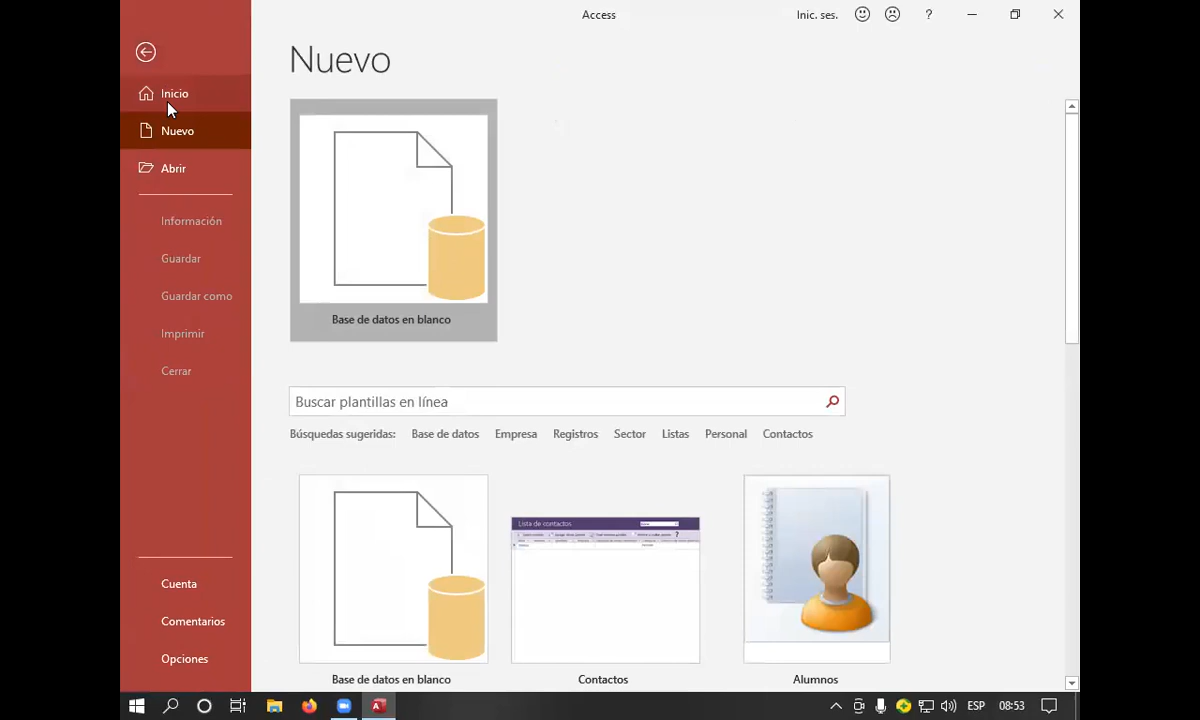 Access
Inic. ses.
?
Nuevo
Inicio
Nuevo
Abrir
Información
Guardar
Guardar como
Imprimir
Cerrar
Base de datos en blanco
Buscar plantillas en línea
Búsquedas sugeridas: Base de datos Empresa Registros Sector Listas Personal Contactos
Lista de contactos
Base de datos en blanco
Contactos
Alumnos
Cuenta
Comentarios
Opciones
ESP
08:53